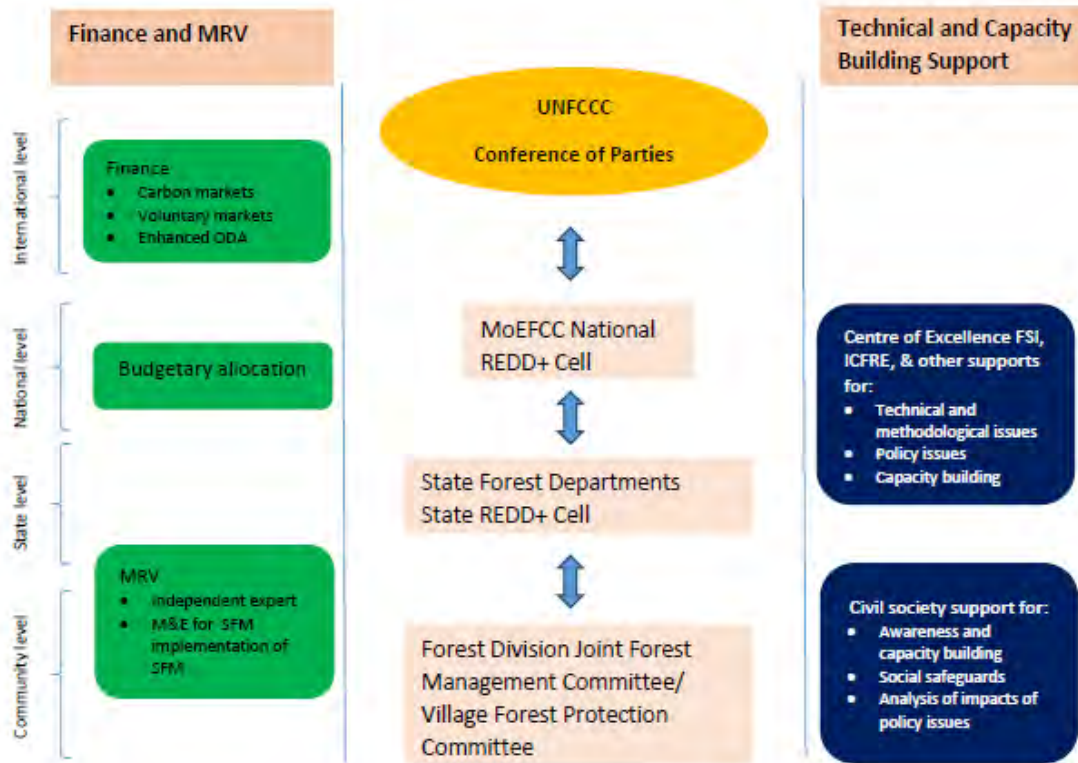 Finance and MRV
Technical and Capacity
Building Support
UNFCCC
Conference of Parties
International level
Finance
• Carbon markets
• Voluntary markets
• Enhanced ODA
National level
Budgetary allocation
MoEFCC National
REDD+ Cell
Centre of Excellence FSI,
ICFRE, & other supports
for:
• Technical and
methodological issues
• Policy issues
• Capacity building
State level
State Forest Departments
State REDD+ Cell
Community level
MRV
• Independent expert
• M&E for SFM
implementation of
SFM
Forest Division Joint Forest
Management Committee/
Village Forest Protection
Committee
Civil society support for:
• Awareness and
capacity building
• Social safeguards
• Analysis of impacts of
policy issues